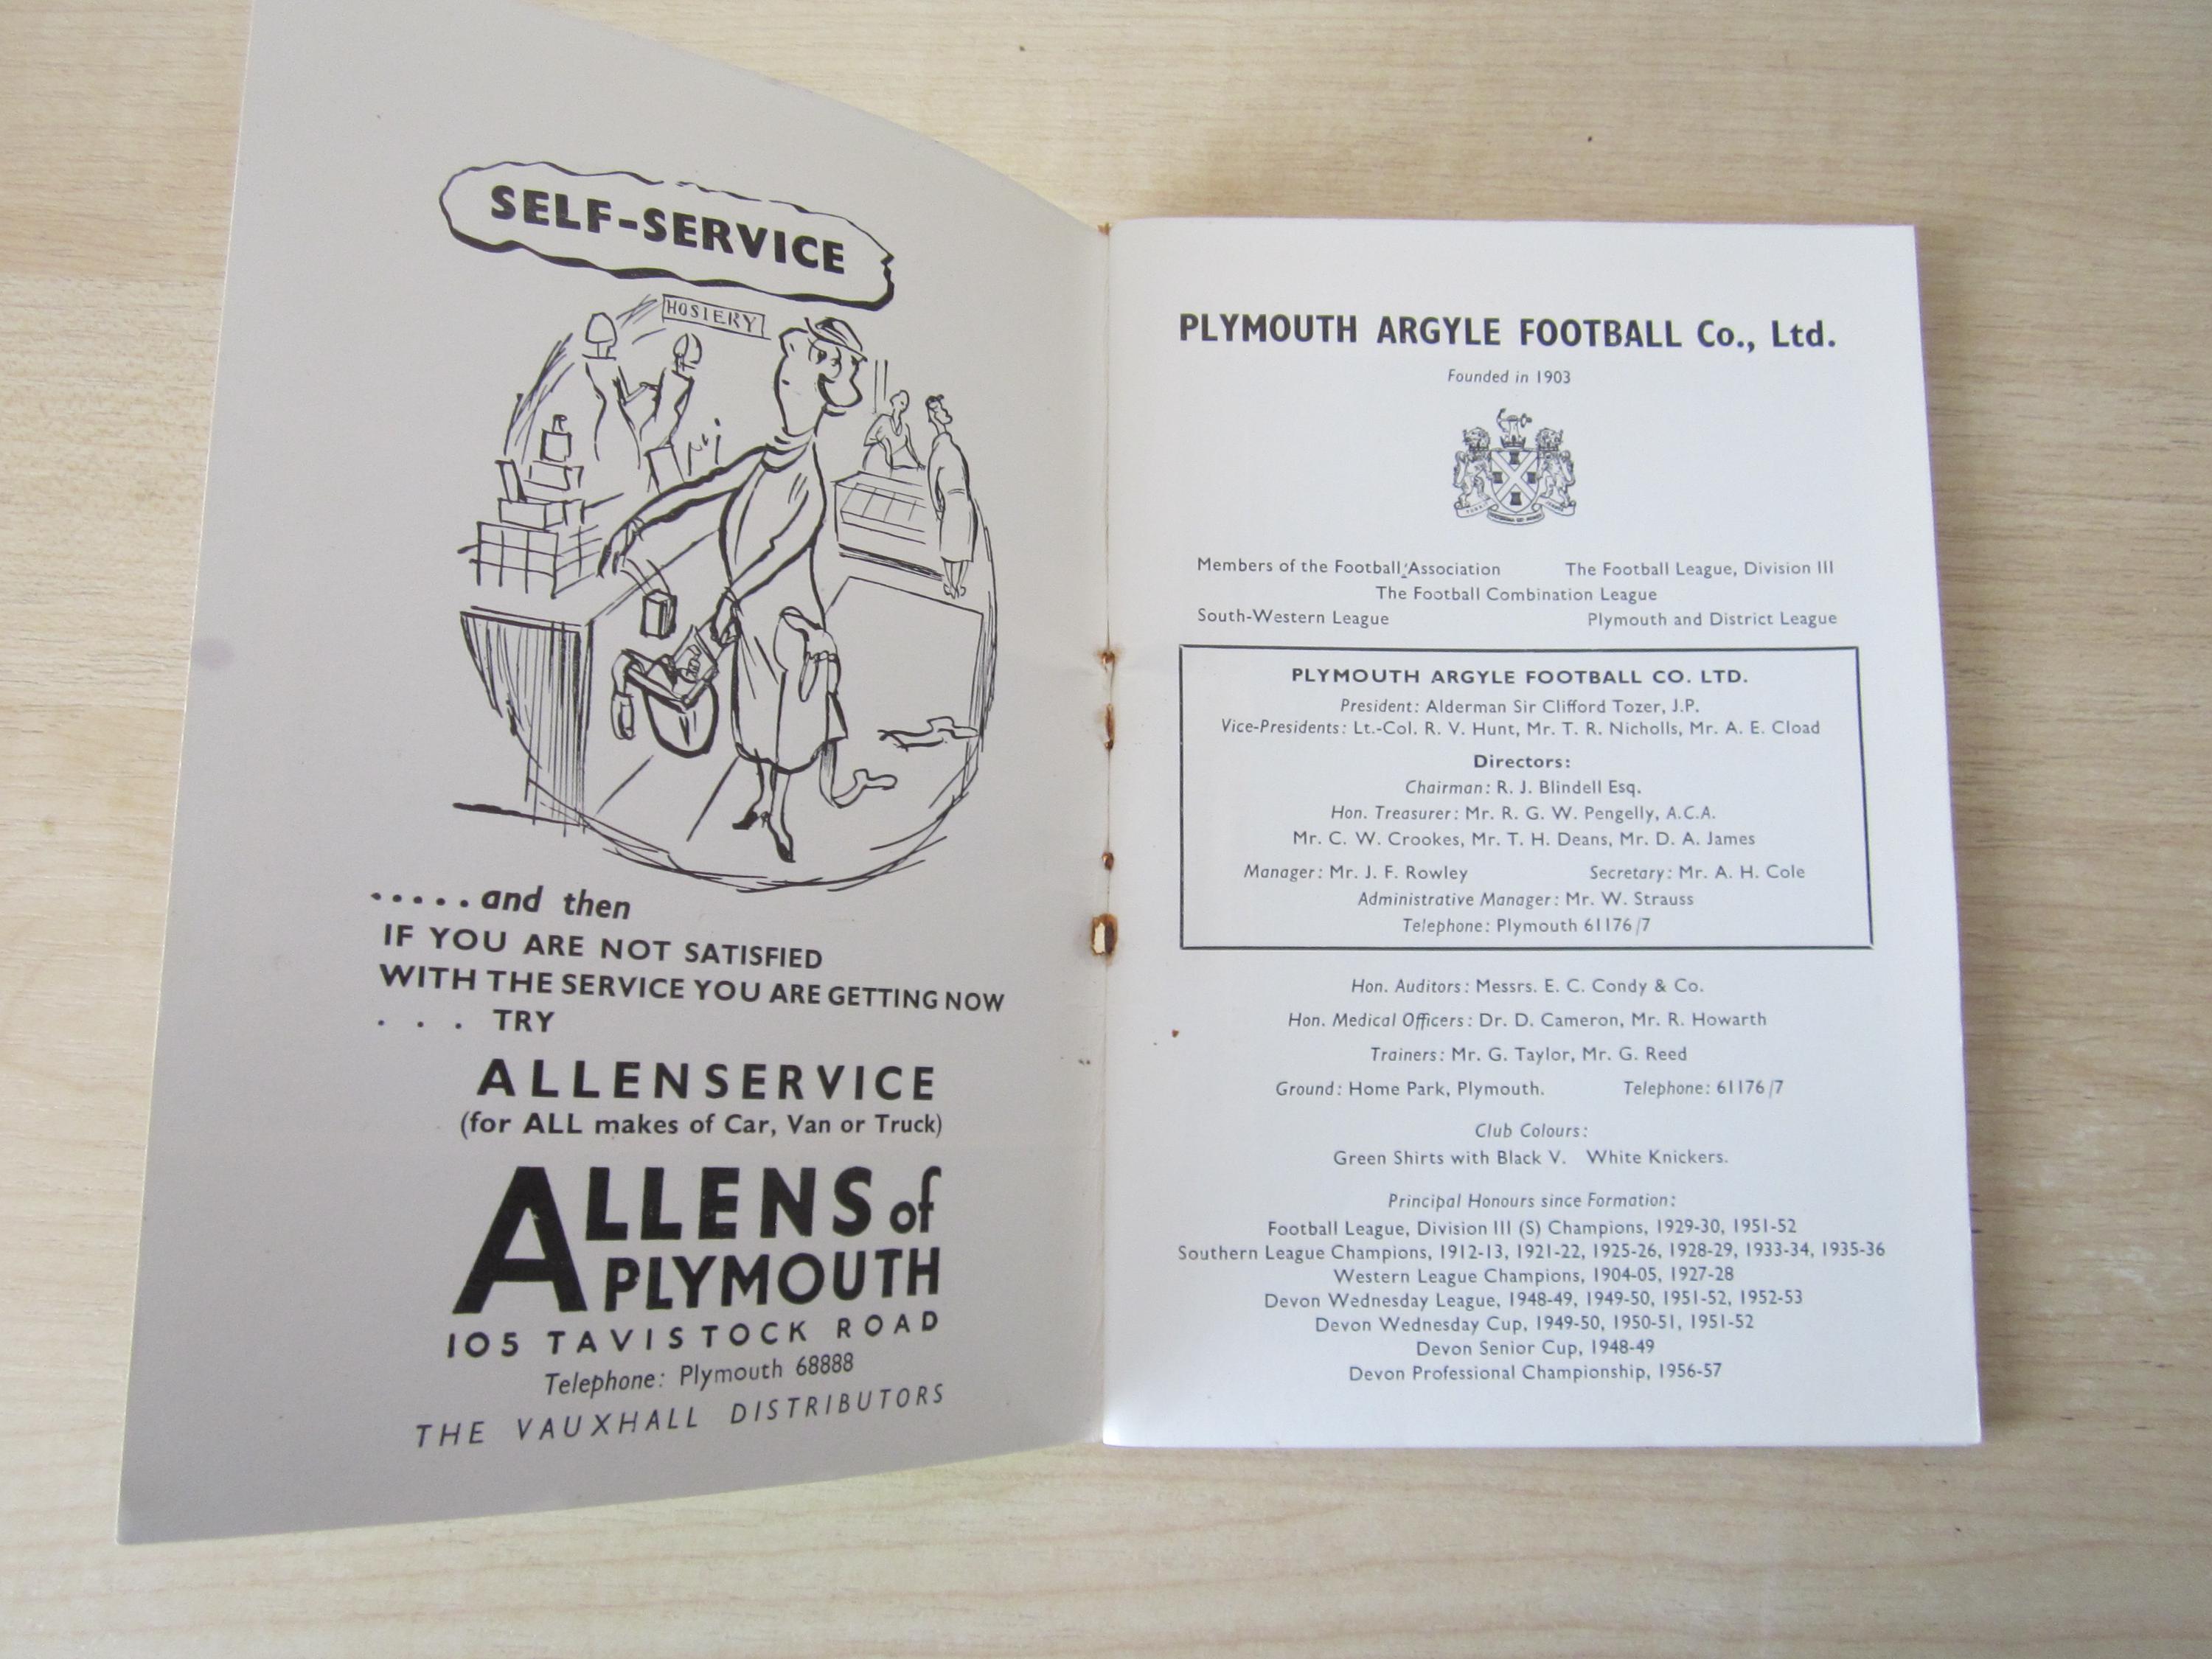 SELF-SERVICE
HOSIERY
.....and then
IF YOU ARE NOT SATISFIED
WITH THE SERVICE YOU ARE GETTING NOW
. . . TRY
ALLENSERVICE
(for ALL makes of Car, Van or Truck)
ALLENS of
PLYMOUTH
105 TAVISTOCK ROAD
Telephone: Plymouth 68888
THE VAUXHALL DISTRIBUTORS
PLYMOUTH ARGYLE FOOTBALL Co., Ltd.
Founded in 1903
Members of the Football Association The Football League, Division III
The Football Combination League
South-Western League Plymouth and District League
PLYMOUTH ARGYLE FOOTBALL CO. LTD.
President: Alderman Sir Clifford Tozer, J.P.
Vice-Presidents: Lt.-Col. R. V. Hunt, Mr. T. R. Nicholls, Mr. A. E. Cload
Directors:
Chairman: R. J. Blindell Esq.
Hon. Treasurer: Mr. R. G. W. Pengelly, A.C.A.
Mr. C. W. Crookes, Mr. T. H. Deans, Mr. D. A. James
Manager: Mr. J. F. Rowley Secretary: Mr. A. H. Cole
Administrative Manager: Mr. W. Strauss
Telephone: Plymouth 61176/7
Hon. Auditors: Messrs. E. C. Condy & Co.
Hon. Medical Officers: Dr. D. Cameron, Mr. R. Howarth
Trainers: Mr. G. Taylor, Mr. G. Reed
Ground: Home Park, Plymouth. Telephone: 61176/7
Club Colours:
Green Shirts with Black V. White Knickers.
Principal Honours since Formation:
Football League, Division III (S) Champions, 1929-30, 1951-52
Southern League Champions, 1912-13, 1921-22, 1925-26, 1928-29, 1933-34, 1935-36
Western League Champions, 1904-05, 1927-28
Devon Wednesday League, 1948-49, 1949-50, 1951-52, 1952-53
Devon Wednesday Cup, 1949-50, 1950-51, 1951-52
Devon Senior Cup, 1948-49
Devon Professional Championship, 1956-57